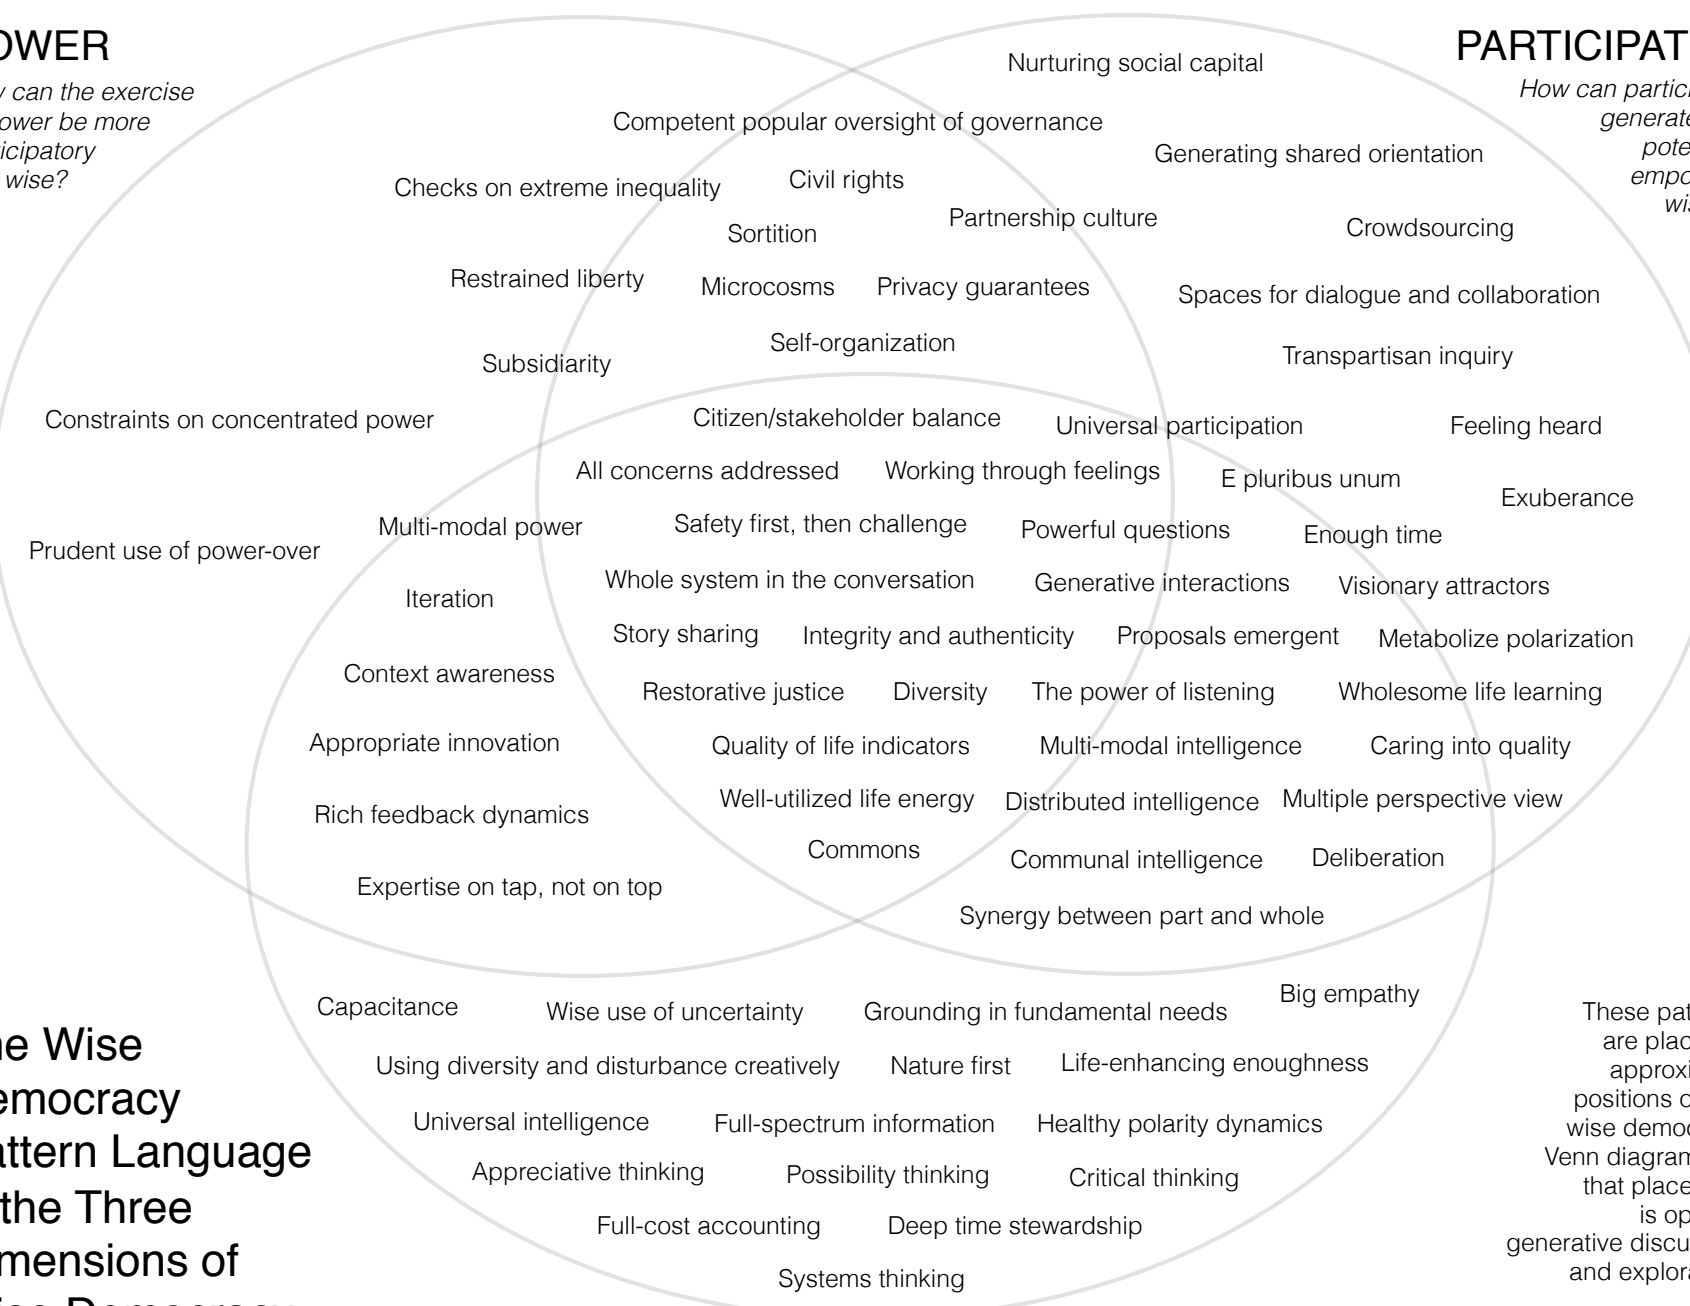 OWER
PARTICIPAT
Nurturing social capital
can the exercise
ower be more
icipatory
wise?
How can partici
generate
pote
empo
wis
Competent popular oversight of governance
Generating shared orientation
Checks on extreme inequality
Civil rights
Partnership culture
Crowdsourcing
Sortition
Restrained liberty
Microcosms
Privacy guarantees
Spaces for dialogue and collaboration
Self-organization
Transpartisan inquiry
Subsidiarity
Constraints on concentrated power
Citizen/stakeholder balance
Universal participation
Feeling heard
All concerns addressed
Working through feelings
E pluribus unum
Exuberance
Multi-modal power
Safety first, then challenge
Powerful questions
Enough time
Prudent use of power-over
Whole system in the conversation
Generative interactions
Visionary attractors
Iteration
Story sharing
Integrity and authenticity
Proposals emergent
Metabolize polarization
Context awareness
Restorative justice
Diversity
The power of listening
Wholesome life learning
Appropriate innovation
Quality of life indicators
Multi-modal intelligence
Caring into quality
Well-utilized life energy
Distributed intelligence
Multiple perspective view
Rich feedback dynamics
Commons
Communal intelligence
Deliberation
Expertise on tap, not on top
Synergy between part and whole
Capacitance
Wise use of uncertainty
Grounding in fundamental needs
Big empathy
Using diversity and disturbance creatively
Nature first
Life-enhancing enoughness
Universal intelligence
Full-spectrum information
Healthy polarity dynamics
Appreciative thinking
Possibility thinking
Critical thinking
Full-cost accounting
Deep time stewardship
Systems thinking
e Wise
emocracy
attern Language
the Three
mensions of
ise Democracy
These pat
are plac
approxi
positions o
wise democ
Venn diagram
that place
is op
generative discu
and explora